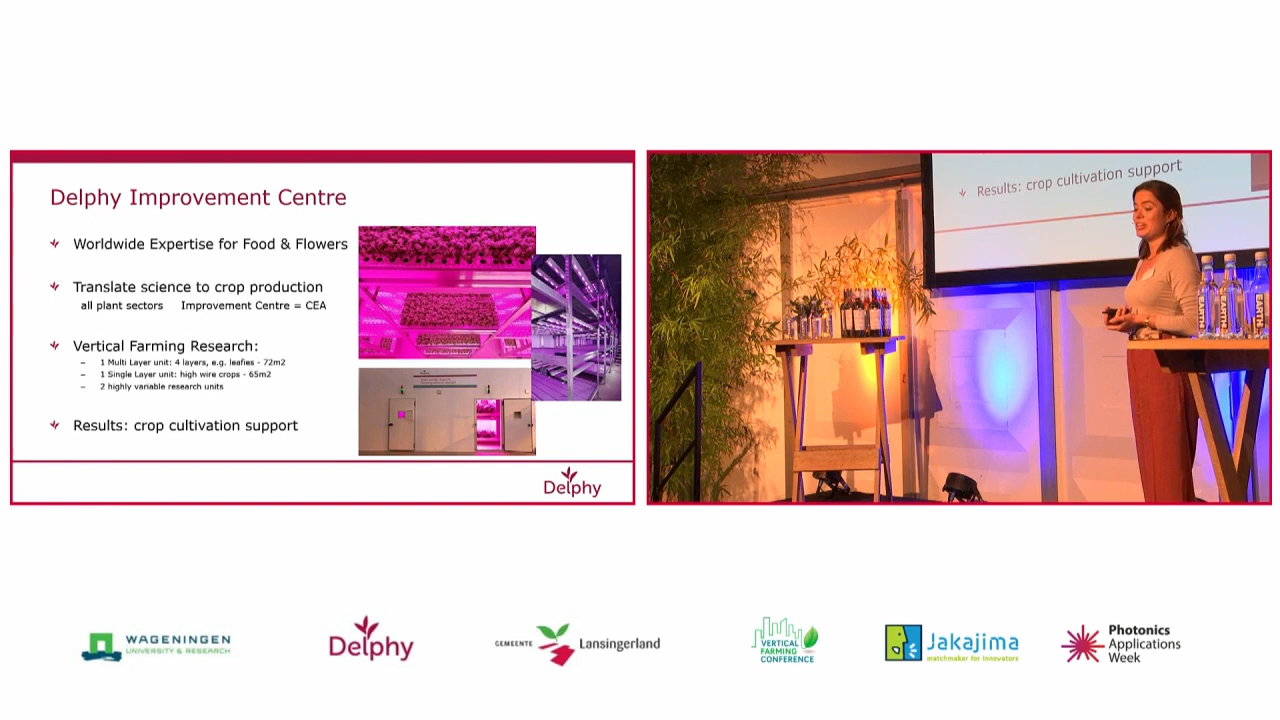 Delphy Improvement Centre
Worldwide Expertise for Food & Flowers
Translate science to crop production
all plant sectors Improvement Centre = CEA
Vertical Farming Research:
– 1 Multi Layer unit: 4 layers, e.g. leafies - 72m2
– 1 Single Layer unit: high wire crops - 65m2
– 2 highly variable research units
Results: crop cultivation support
Delphy
Results: crop cultivation support
EARTH
EARTH
EARTH
WAGENINGEN
UNIVERSITY & RESEARCH
Delphy
GEMEENTE Lansingerland
VERTICAL
FARMING
CONFERENCE
Jakajima
matchmaker for innovators
Photonics
Applications
Week